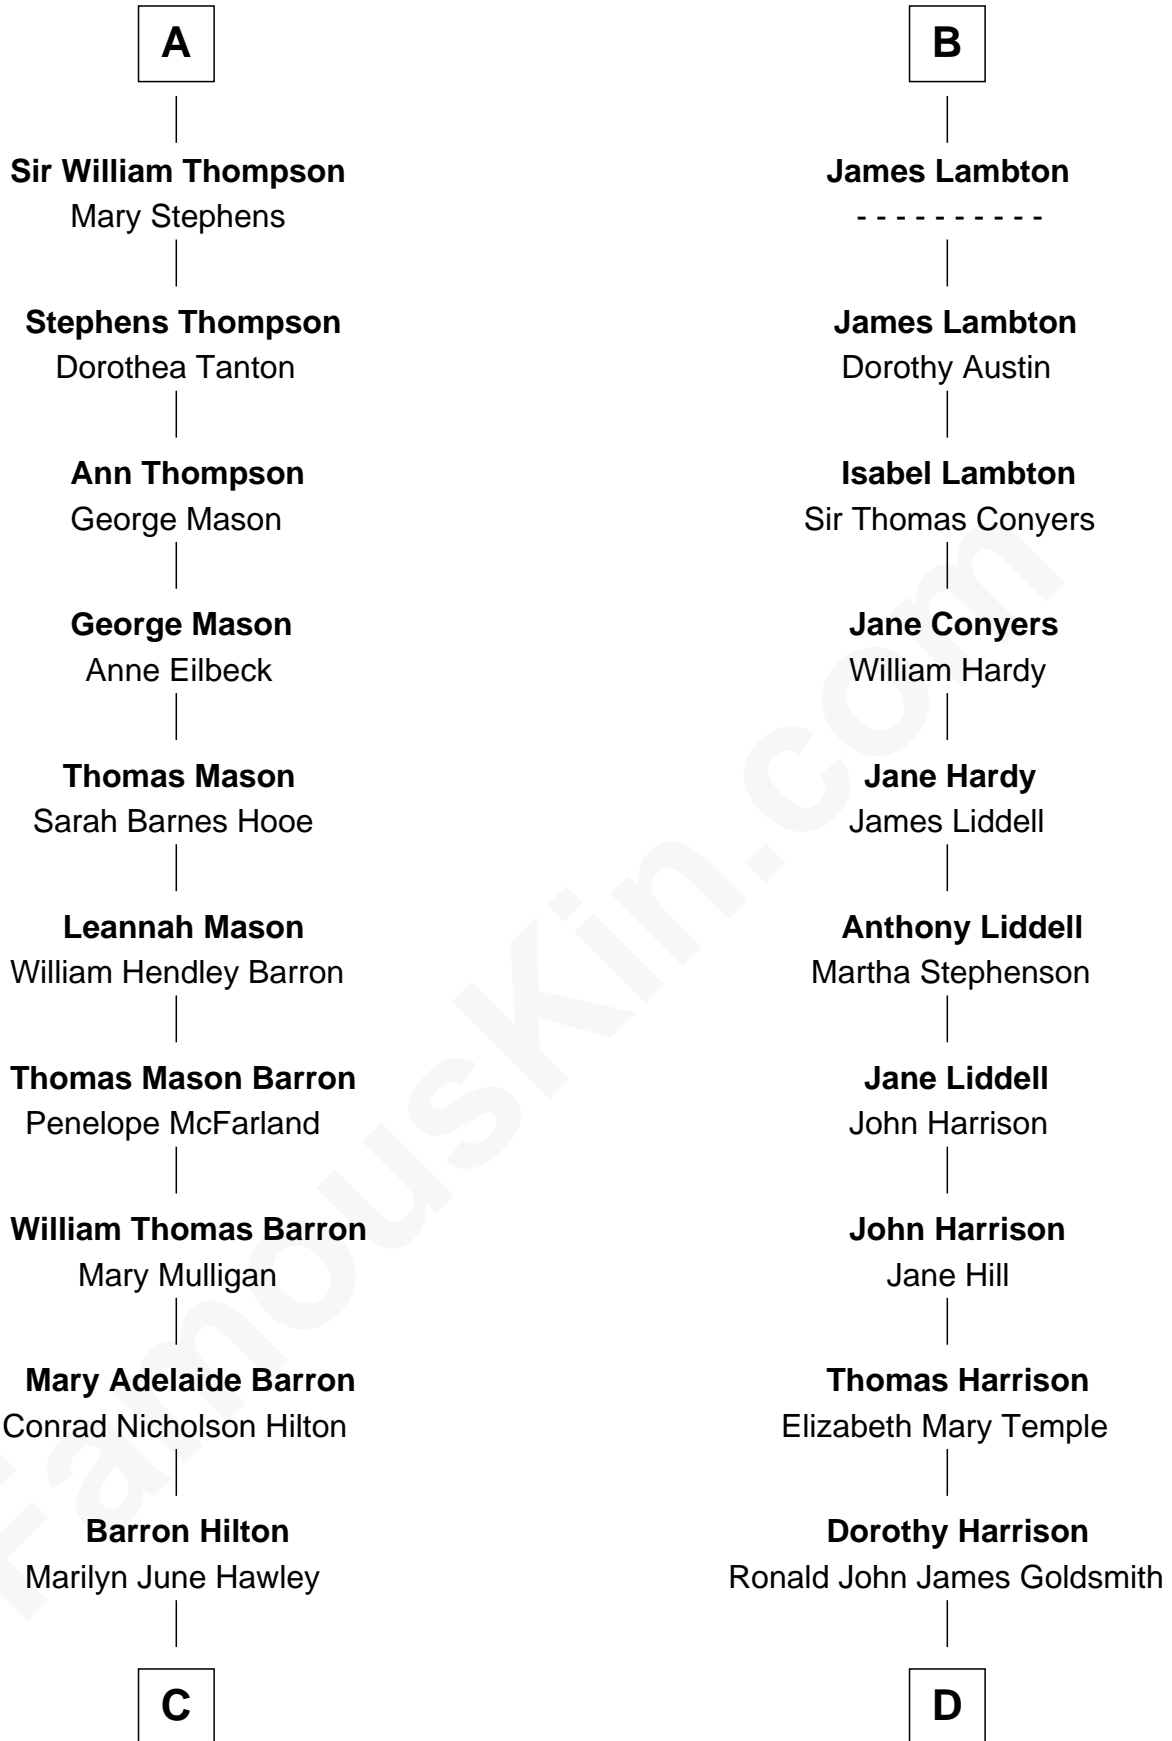 A
Sir William Thompson
Mary Stephens
Stephens Thompson
Dorothea Tanton
Ann Thompson
George Mason
George Mason
Anne Eilbeck
Thomas Mason
Sarah Barnes Hooe
Leannah Mason
William Hendley Barron
Thomas Mason Barron
Penelope McFarland
William Thomas Barron
Mary Mulligan
Mary Adelaide Barron
Conrad Nicholson Hilton
Barron Hilton
Marilyn June Hawley
C
B
James Lambton
- - - - - - - - - -
James Lambton
Dorothy Austin
Isabel Lambton
Sir Thomas Conyers
Jane Conyers
William Hardy
Jane Hardy
James Liddell
Anthony Liddell
Martha Stephenson
Jane Liddell
John Harrison
John Harrison
Jane Hill
Thomas Harrison
Elizabeth Mary Temple
Dorothy Harrison
Ronald John James Goldsmith
D
FamousKin.com